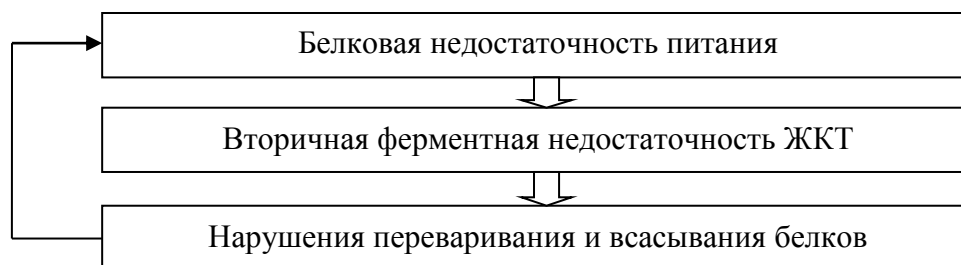 Белковая недостаточность питания
Вторичная ферментная недостаточность ЖКТ
Нарушения переваривания и всасывания белков